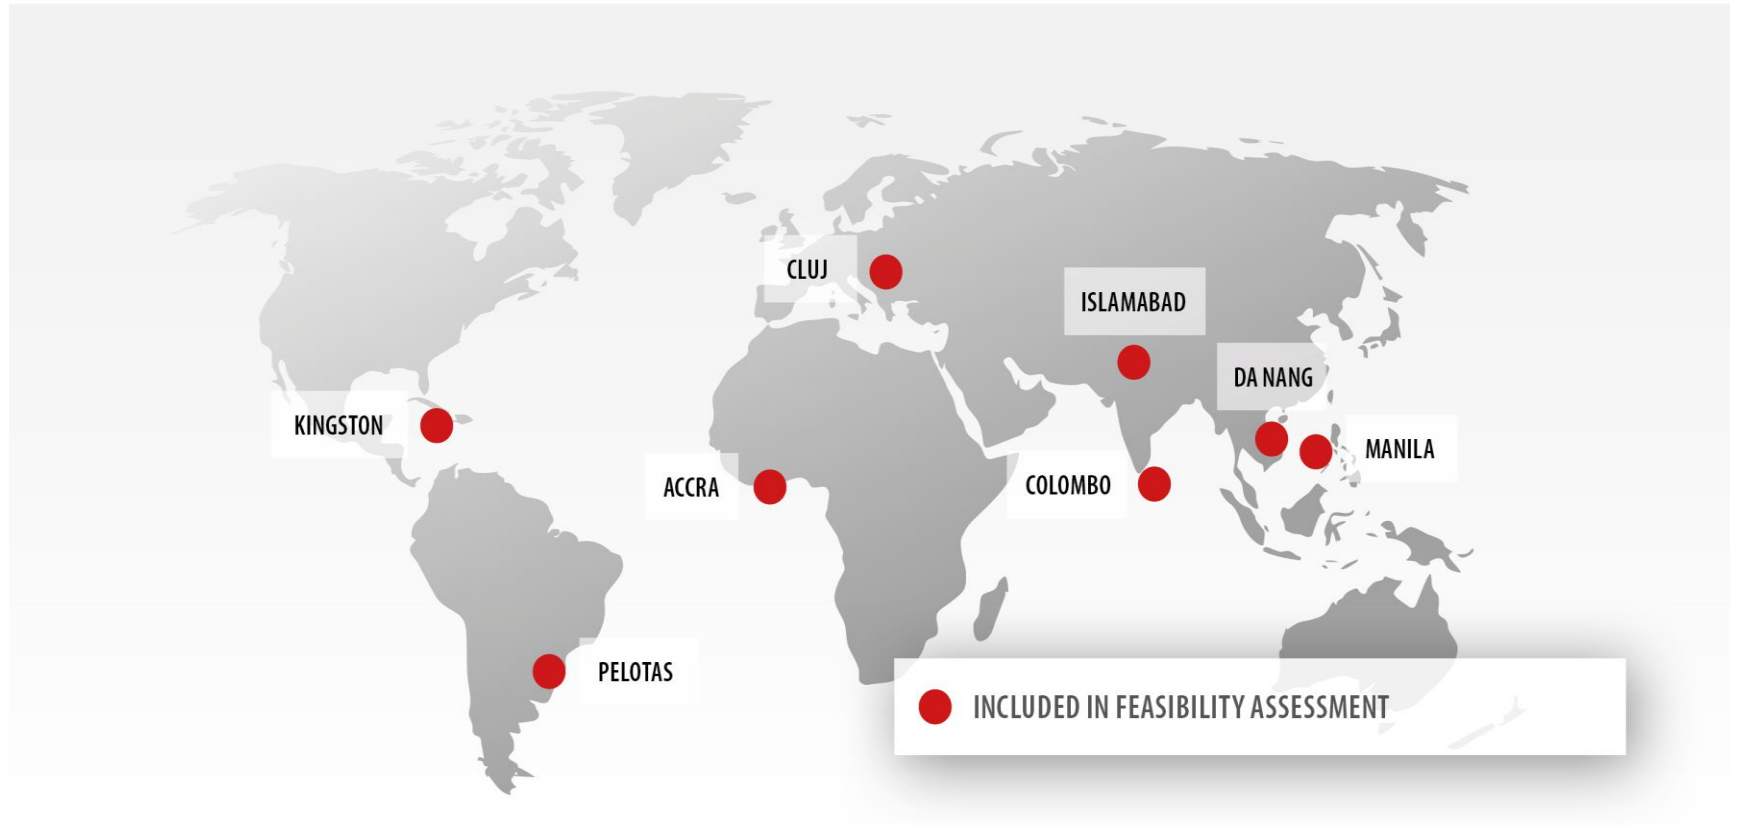 CLUJ
ISLAMABAD
DA NANG
KINGSTON
MANILA
ACCRA
COLOMBO
PELOTAS
INCLUDED IN FEASIBILITY ASSESSMENT